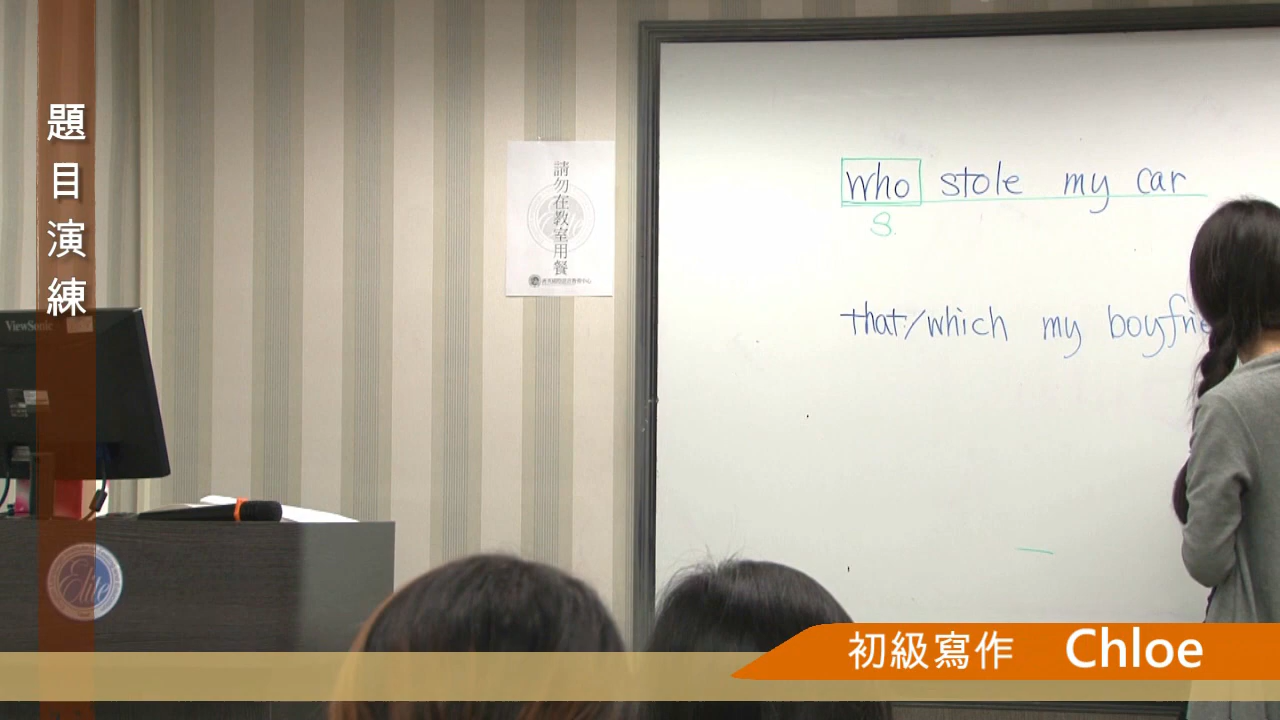 題目演練
請勿在教室用餐
who stole my car
S.
that/which my boyfrie
ViewSonic
Elite
初級寫作 Chloe